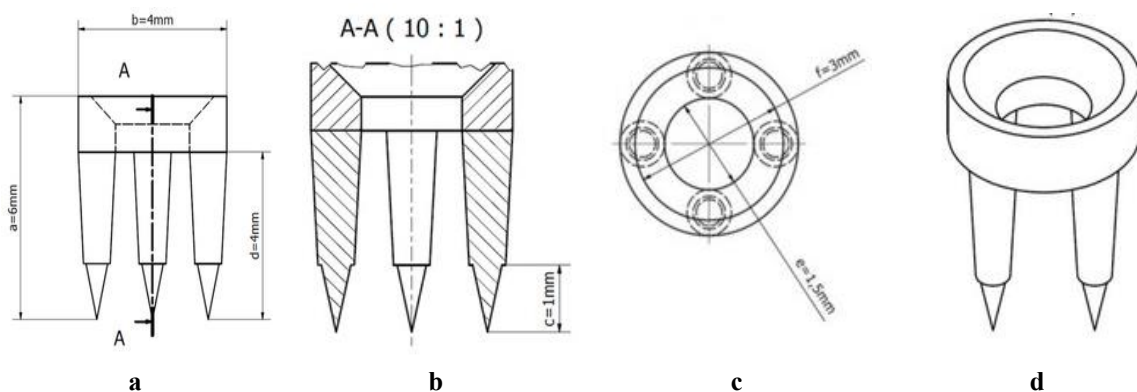 b=4mm
A
a=6mm
d=4mm
A
A-A ( 10 : 1 )
c=1mm
f=3mm
e=1,5mm
a
b
c
d